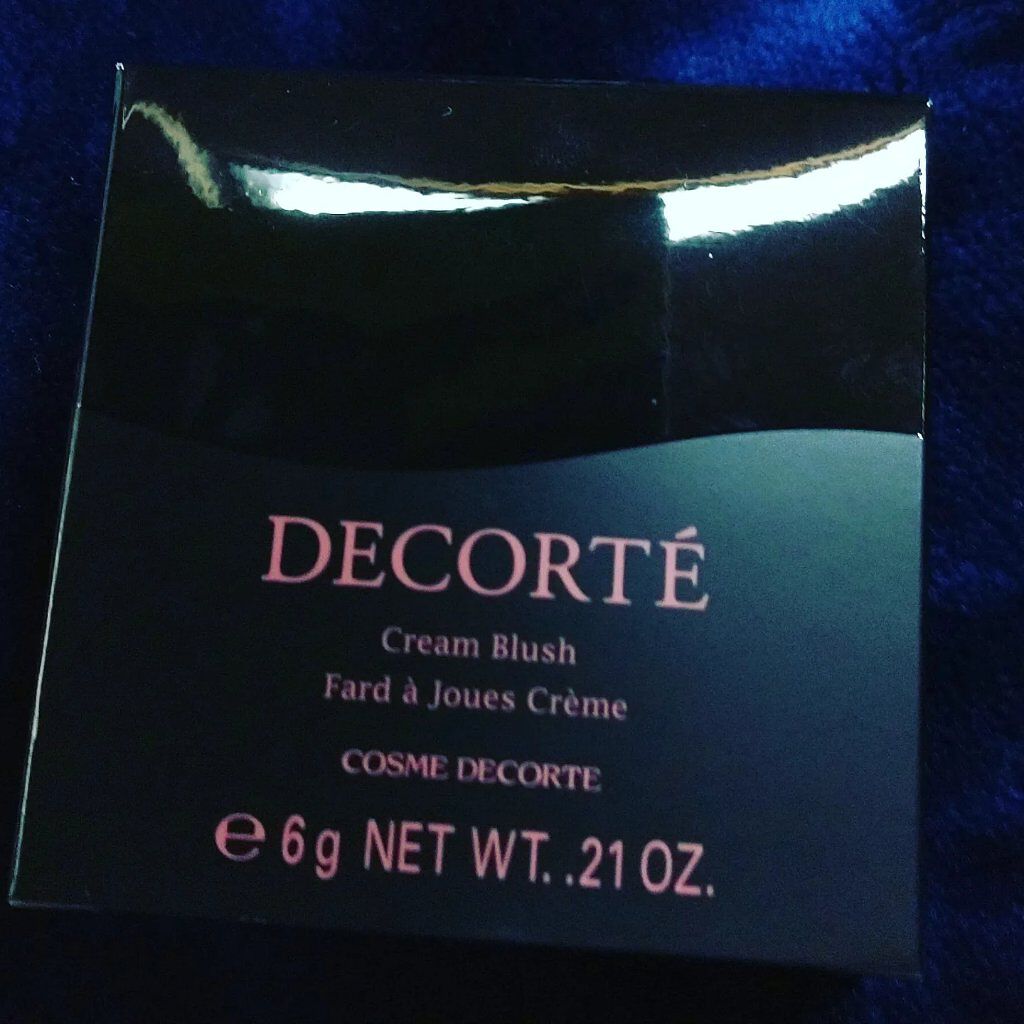 DECORTÉ
Cream Blush
Fard à Joues Crème
COSME DECORTE
℮ 6g NET WT. .21 OZ.